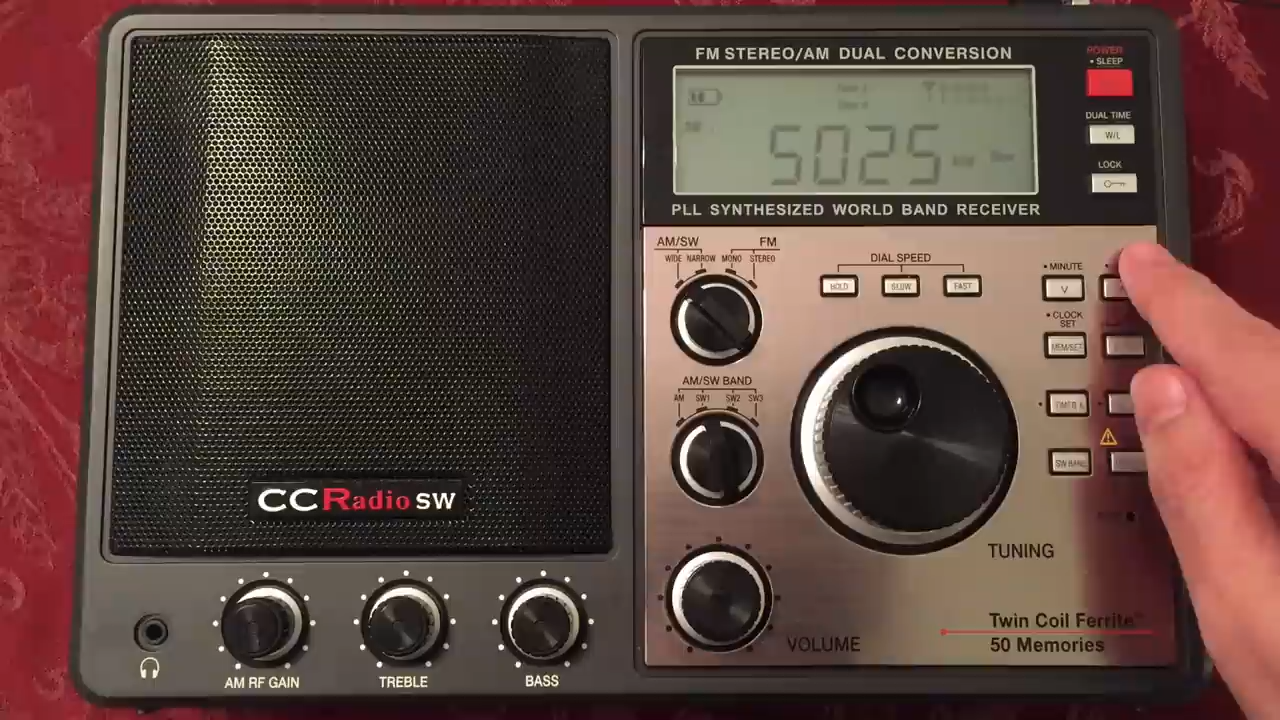 FM STEREO/AM DUAL CONVERSION
POWER
• SLEEP
5025
DUAL TIME
W/L
LOCK
PLL SYNTHESIZED WORLD BAND RECEIVER
AM/SW
FM
WIDE NARROW MONO STEREO
DIAL SPEED
HOLD SLOW FAST
• MINUTE
V
• CLOCK
SET
MEM/SET
AM/SW BAND
AM SW1 SW2 SW3
TIMER A
SW BAND
CCRadio SW
TUNING
Twin Coil Ferrite™
50 Memories
VOLUME
AM RF GAIN
TREBLE
BASS